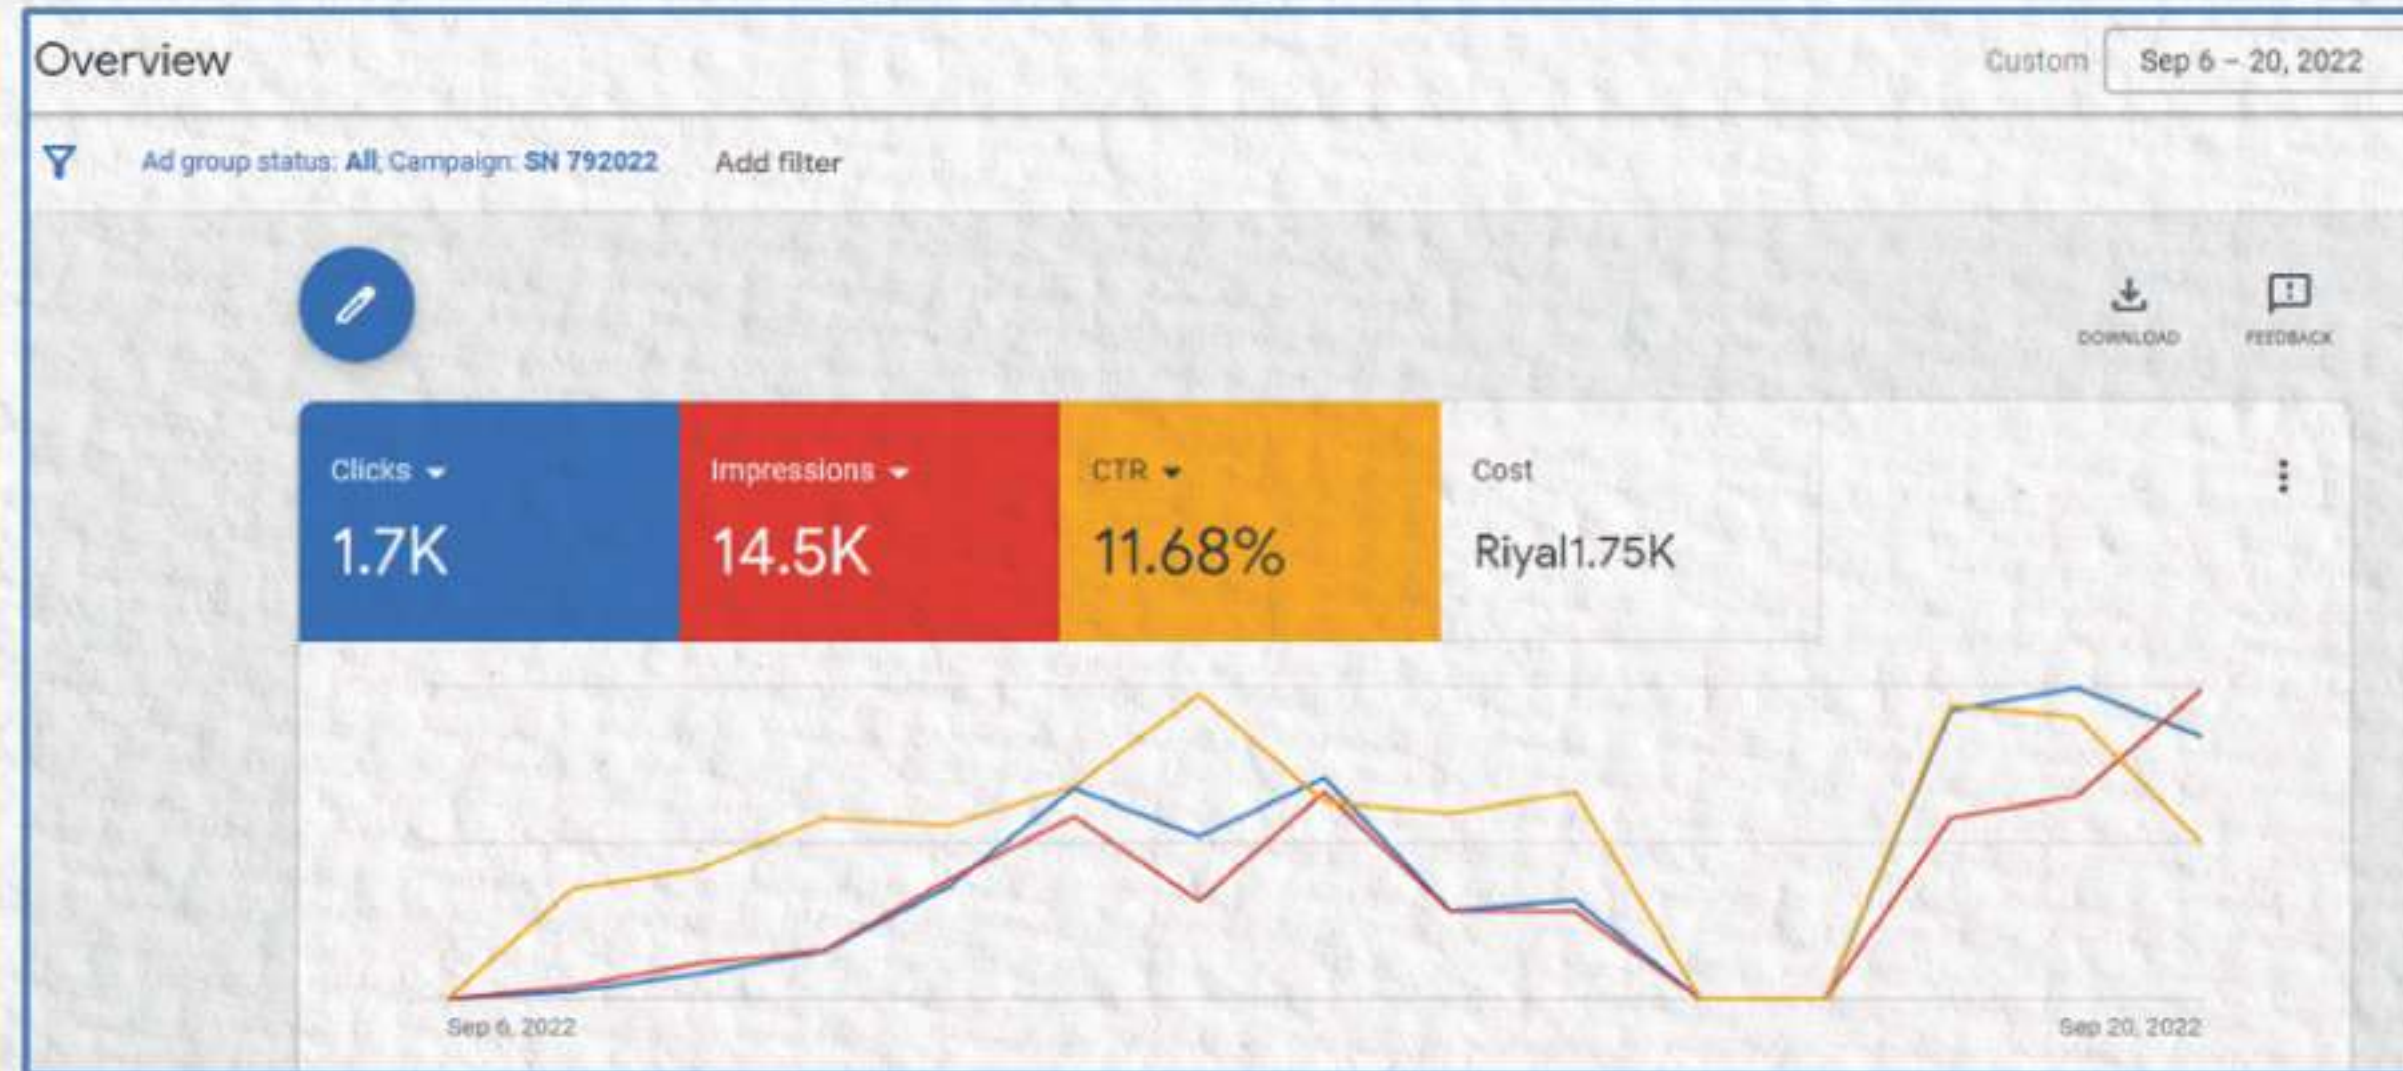 Overview
Custom Sep 6 – 20, 2022
Ad group status: All; Campaign: SN 792022 Add filter
DOWNLOAD FEEDBACK
Clicks Impressions CTR Cost
1.7K 14.5K 11.68% Riyal1.75K
Sep 6, 2022 Sep 20, 2022